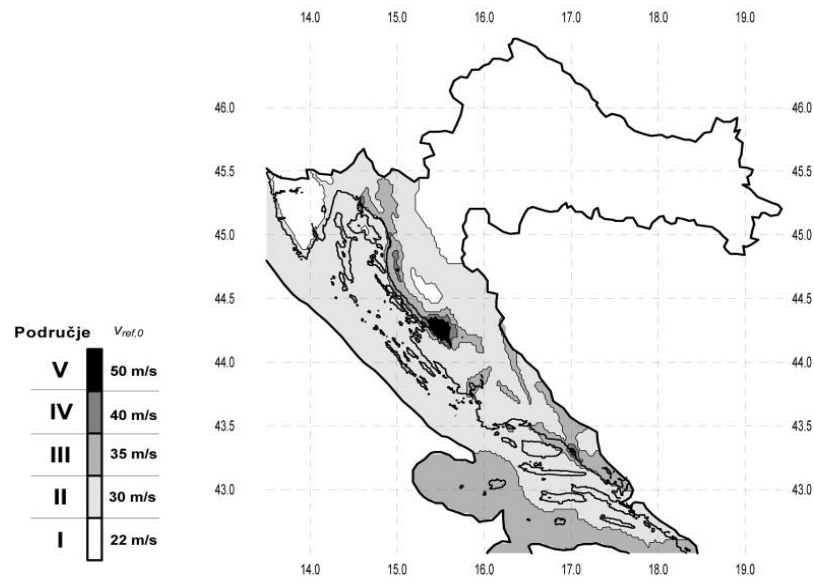 14.0 15.0 16.0 17.0 18.0 19.0
46.0 46.0
45.5 45.5
45.0 45.0
44.5 44.5
44.0 44.0
43.5 43.5
43.0 43.0
14.0 15.0 16.0 17.0 18.0 19.0
Područje vref,0
V 50 m/s
IV 40 m/s
III 35 m/s
II 30 m/s
I 22 m/s